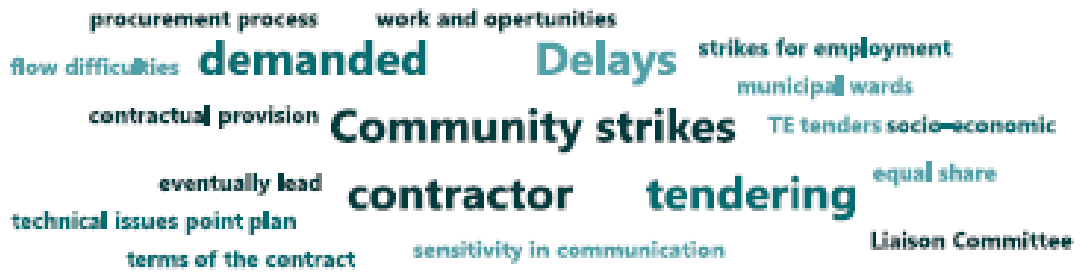 procurement process work and opertunities
flow difficulties demanded Delays strikes for employment
municipal wards
contractual provision Community strikes TE tenders socio-economic
eventually lead contractor tendering equal share
technical issues point plan
terms of the contract sensitivity in communication Liaison Committee